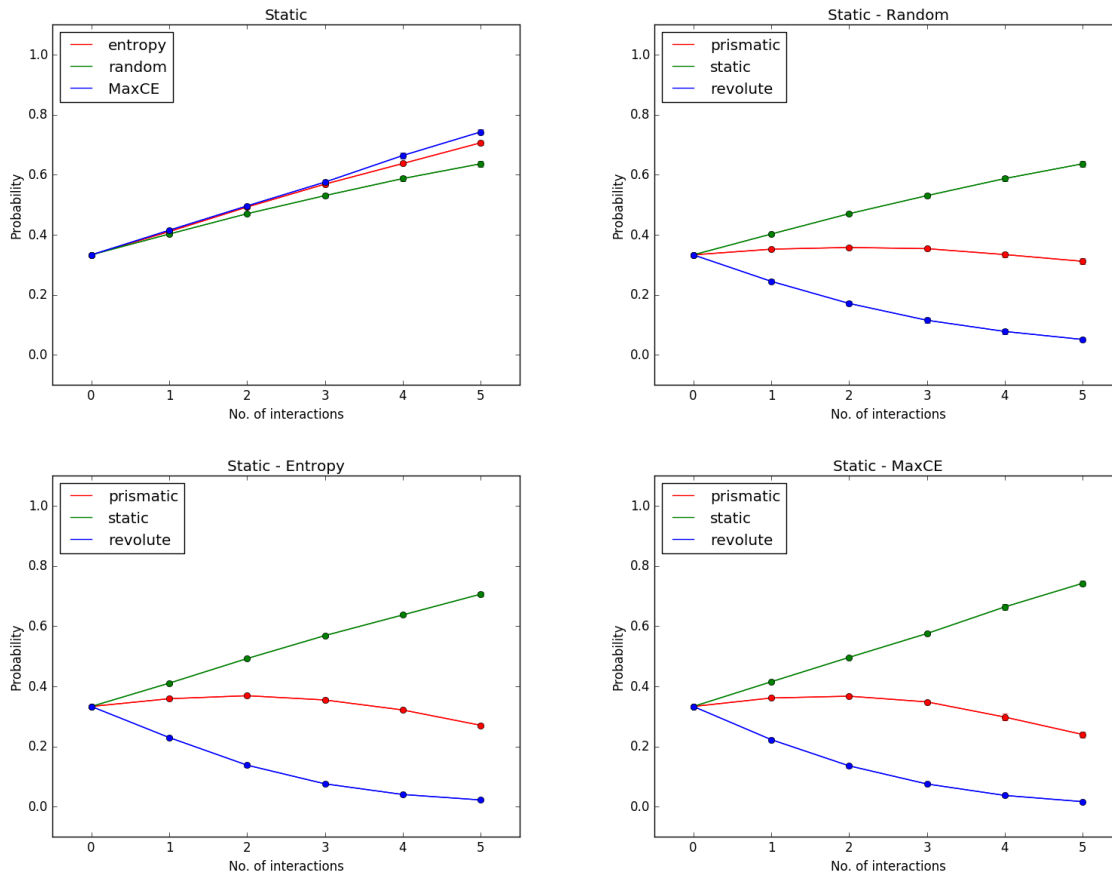 Static
entropy
random
MaxCE
1.0
0.8
0.6
0.4
0.2
0.0
Probability
0 1 2 3 4 5
No. of interactions
Static - Random
prismatic
static
revolute
1.0
0.8
0.6
0.4
0.2
0.0
Probability
0 1 2 3 4 5
No. of interactions
Static - Entropy
prismatic
static
revolute
1.0
0.8
0.6
0.4
0.2
0.0
Probability
0 1 2 3 4 5
No. of interactions
Static - MaxCE
prismatic
static
revolute
1.0
0.8
0.6
0.4
0.2
0.0
Probability
0 1 2 3 4 5
No. of interactions